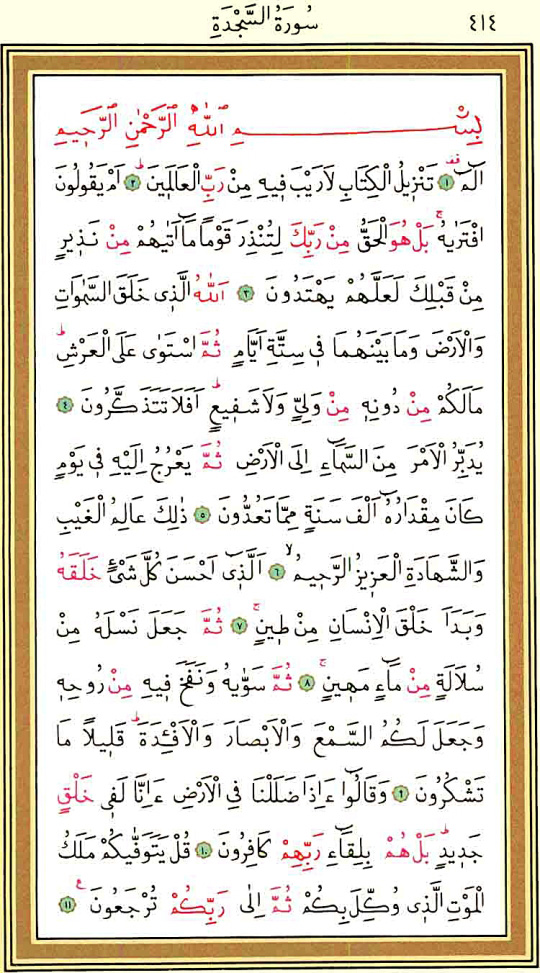 ٤١٤ سُورَةُ السَّجْدَةِ
بِسْمِ اللّٰهِ الرَّحْمٰنِ الرَّحِيمِ
الٓمٓ ۚ ﴿١﴾ تَنْزِيلُ الْكِتَابِ لَا رَيْبَ فِيهِ مِنْ رَبِّ الْعَالَمِينَۜ ﴿٢﴾ اَمْ يَقُولُونَ
افْتَرٰيهُۚ بَلْ هُوَ الْحَقُّ مِنْ رَبِّكَ لِتُنْذِرَ قَوْمًا مَٓا اَتٰيهُمْ مِنْ نَذِيرٍ
مِنْ قَبْلِكَ لَعَلَّهُمْ يَهْتَدُونَ ﴿٣﴾ اَللّٰهُ الَّذِي خَلَقَ السَّمٰوَاتِ
وَالْاَرْضَ وَمَا بَيْنَهُمَا فِي سِتَّةِ اَيَّامٍ ثُمَّ اسْتَوٰى عَلَى الْعَرْشِۜ
مَا لَكُمْ مِنْ دُونِهِ مِنْ وَلِيٍّ وَلَا شَفِيعٍۜ اَفَلَا تَتَذَكَّرُونَ ﴿٤﴾
يُدَبِّرُ الْاَمْرَ مِنَ السَّمَٓاءِ اِلَى الْاَرْضِ ثُمَّ يَعْرُجُ اِلَيْهِ فِي يَوْمٍ
كَانَ مِقْدَارُهُٓ اَلْفَ سَنَةٍ مِمَّا تَعُدُّونَ ﴿٥﴾ ذٰلِكَ عَالِمُ الْغَيْبِ
وَالشَّهَادَةِ الْعَزِيزُ الرَّحِيمُۙ ﴿٦﴾ اَلَّذِٓي اَحْسَنَ كُلَّ شَيْءٍ خَلَقَهُ
وَبَدَاَ خَلْقَ الْاِنْسَانِ مِنْ طِينٍۚ ﴿٧﴾ ثُمَّ جَعَلَ نَسْلَهُ مِنْ
سُلَالَةٍ مِنْ مَٓاءٍ مَهِينٍۚ ﴿٨﴾ ثُمَّ سَوّٰيهُ وَنَفَخَ فِيهِ مِنْ رُوحِهِ
وَجَعَلَ لَكُمُ السَّمْعَ وَالْاَبْصَارَ وَالْاَفْـِٔدَةَۜ قَلِيلًا مَا
تَشْكُرُونَ ﴿٩﴾ وَقَالُٓوا ءَاِذَا ضَلَلْنَا فِي الْاَرْضِ ءَاِنَّا لَفِي خَلْقٍ
جَدِيدٍۜ بَلْ هُمْ بِلِقَٓاءِ رَبِّهِمْ كَافِرُونَ ﴿١٠﴾ قُلْ يَتَوَفّٰيكُمْ مَلَكُ
الْمَوْتِ الَّذِي وُكِّلَ بِكُمْ ثُمَّ اِلٰى رَبِّكُمْ تُرْجَعُونَ ۟ ﴿١١﴾